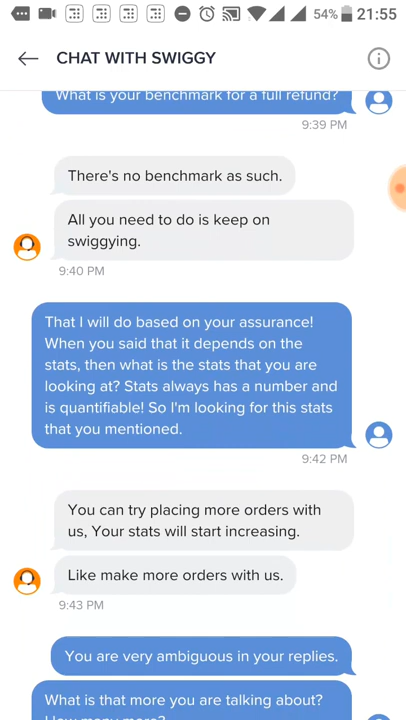 54% 21:55
CHAT WITH SWIGGY
What is your benchmark for a full refund?
9:39 PM
There's no benchmark as such.
All you need to do is keep on
swiggying.
9:40 PM
That I will do based on your assurance!
When you said that it depends on the
stats, then what is the stats that you are
looking at? Stats always has a number and
is quantifiable! So I'm looking for this stats
that you mentioned.
9:42 PM
You can try placing more orders with
us, Your stats will start increasing.
Like make more orders with us.
9:43 PM
You are very ambiguous in your replies.
What is that more you are talking about?
How many more?